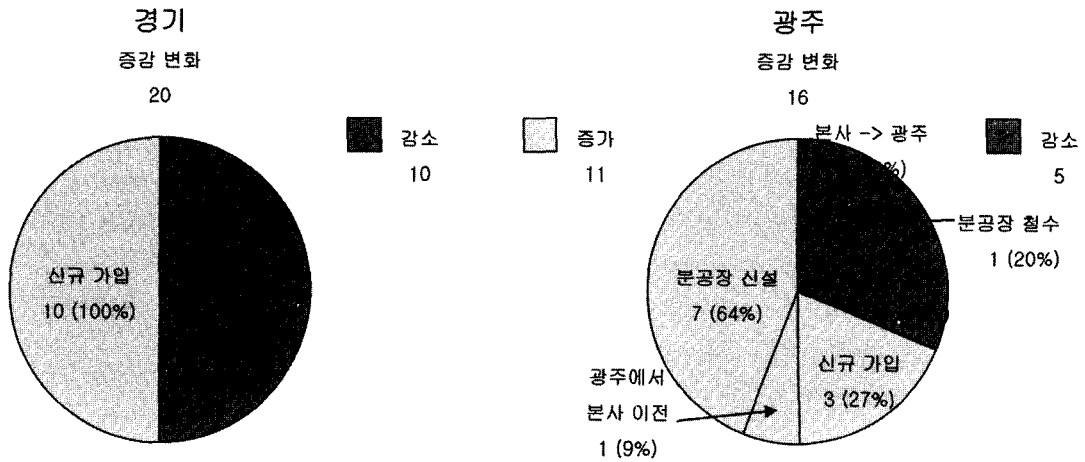 경기
증감 변화
20
감소
10
신규 가입
10 (100%)
증가
11
광주
증감 변화
16
본사 -> 광주
%)
감소
5
분공장 철수
1 (20%)
분공장 신설
7 (64%)
신규 가입
3 (27%)
광주에서
본사 이전
1 (9%)